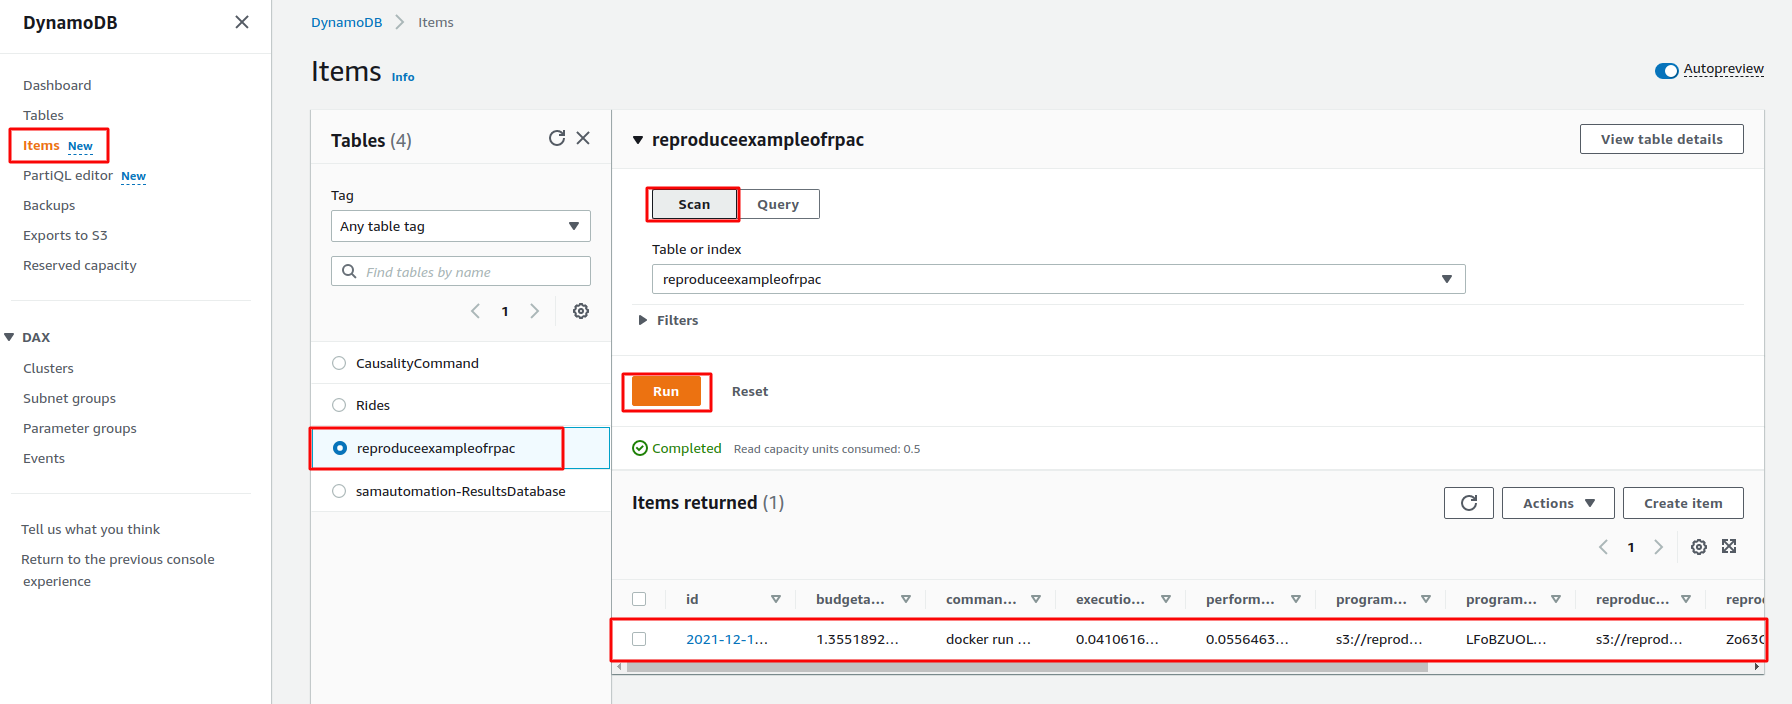 DynamoDB
Dashboard
Tables
Items New
PartiQL editor New
Backups
Exports to S3
Reserved capacity
DAX
Clusters
Subnet groups
Parameter groups
Events
Tell us what you think
Return to the previous console
experience
DynamoDB Items
Items Info
Autopreview
Tables (4)
Tag
Any table tag
Find tables by name
1
CausalityCommand
Rides
reproduceexampleofrpac
samautomation-ResultsDatabase
reproduceexampleofrpac
View table details
Scan Query
Table or index
reproduceexampleofrpac
Filters
Run Reset
Completed Read capacity units consumed: 0.5
Items returned (1)
Actions Create item
1
id budgeta... comman... executio... perform... program... program... reproduc... repro
2021-12-1... 1.3551892... docker run ... 0.0410616... 0.0556463... s3://reprod... LFoBZUOL... s3://reprod... Zo63